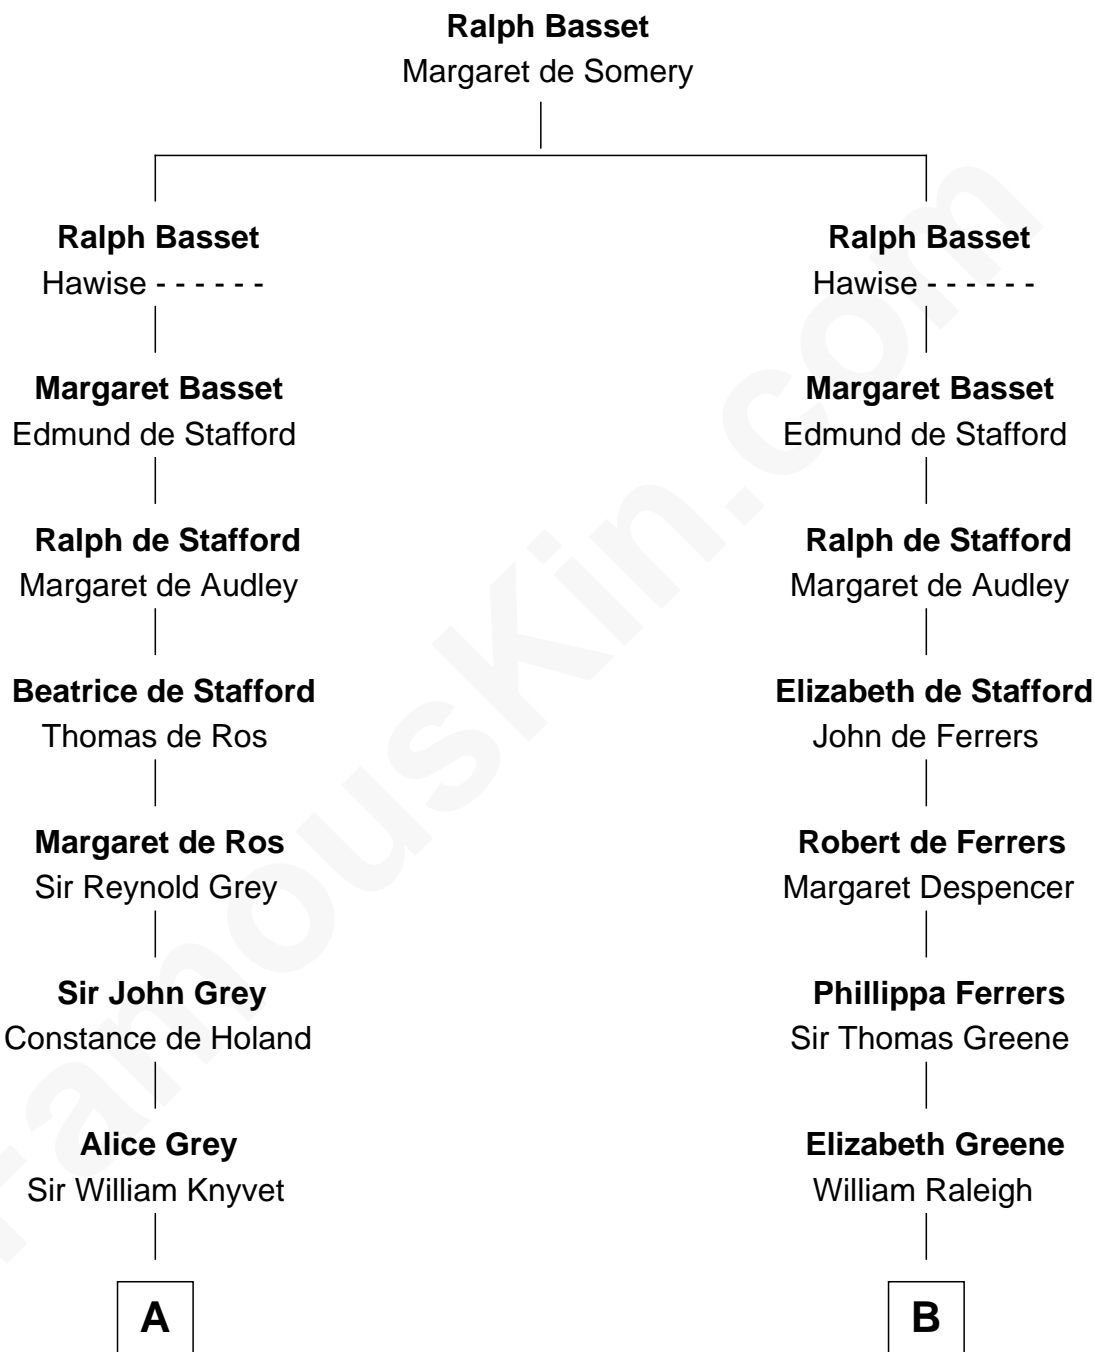 Ralph Basset
Margaret de Somery
Ralph Basset
Hawise - - - - - -
Margaret Basset
Edmund de Stafford
Ralph de Stafford
Margaret de Audley
Beatrice de Stafford
Thomas de Ros
Margaret de Ros
Sir Reynold Grey
Sir John Grey
Constance de Holand
Alice Grey
Sir William Knyvet
A
Ralph Basset
Hawise - - - - - -
Margaret Basset
Edmund de Stafford
Ralph de Stafford
Margaret de Audley
Elizabeth de Stafford
John de Ferrers
Robert de Ferrers
Margaret Despencer
Phillippa Ferrers
Sir Thomas Greene
Elizabeth Greene
William Raleigh
B
FamousKin.com